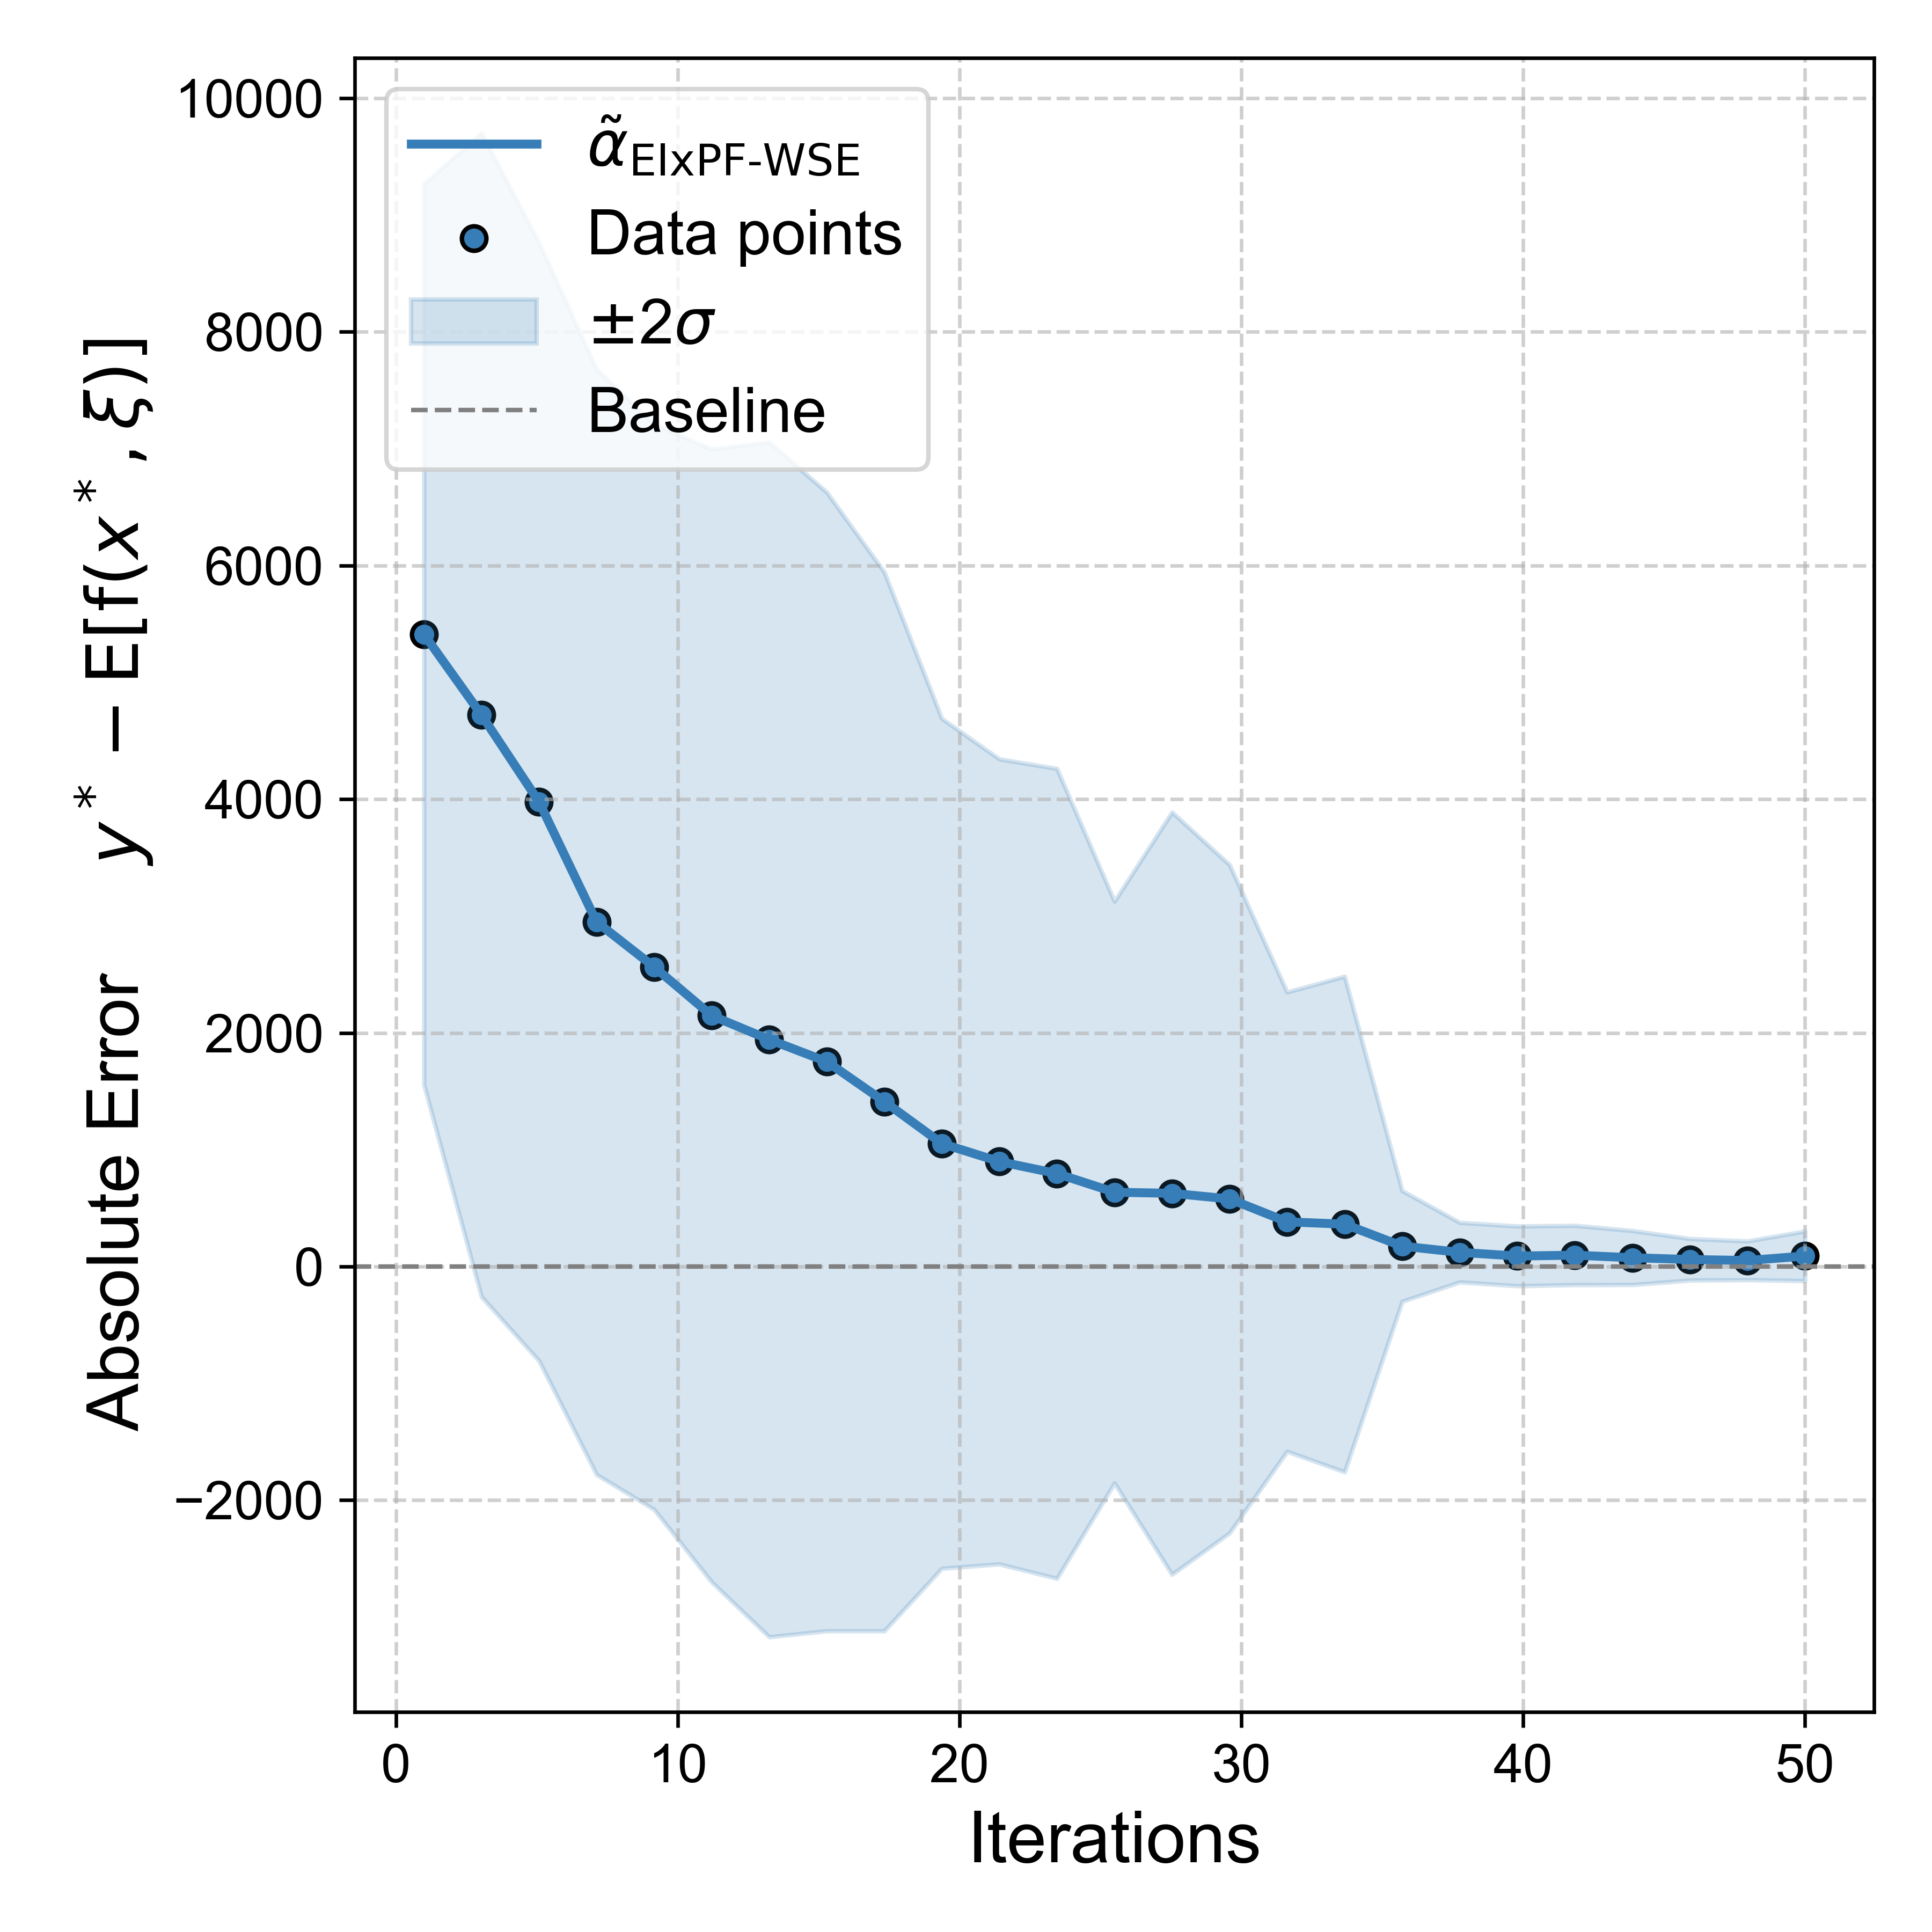 α̃EIxPF-WSE
Data points
±2σ
Baseline
10000
8000
6000
4000
2000
0
−2000
Absolute Error   y* − E[f(x*, ξ)]
0 10 20 30 40 50
Iterations